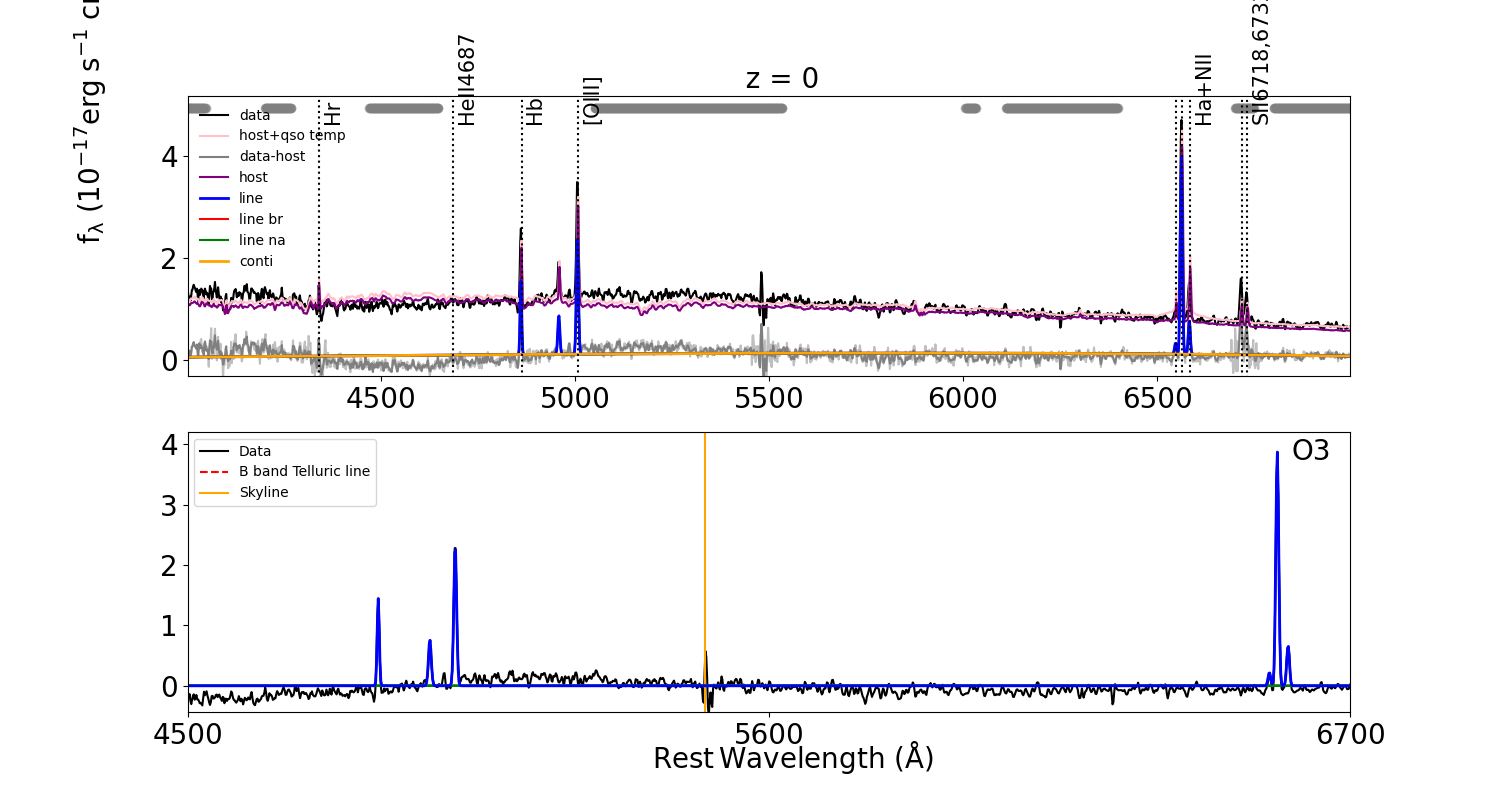 z = 0
fλ (10−17erg s−1 c
Hr
HeII4687
Hb
[OIII]
Ha+NII
SII6718,673
data
host+qso temp
data-host
host
line
line br
line na
conti
4
2
0
4500
5000
5500
6000
6500
Data
B band Telluric line
Skyline
O3
4
3
2
1
0
4500
5600
6700
Rest Wavelength (Å)